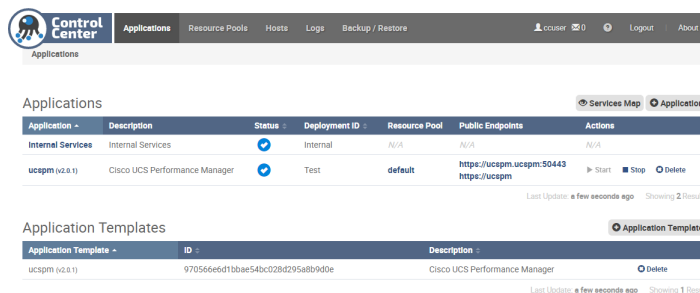 Control Center Applications Resource Pools Hosts Logs Backup / Restore ccuser 0 Logout About
Applications
Applications Services Map Application
Application Description Status Deployment ID Resource Pool Public Endpoints Actions
Internal Services Internal Services Internal N/A N/A N/A
ucspm (v2.0.1) Cisco UCS Performance Manager Test default https://ucspm.ucspm:50443 Start Stop Delete
https://ucspm
Last Update: a few seconds ago Showing 2 Resu
Application Templates Application Template
Application Template ID Description
ucspm (v2.0.1) 970566e6d1bbae54bc028d295a8b9d0e Cisco UCS Performance Manager Delete
Last Update: a few seconds ago Showing 1 Resu